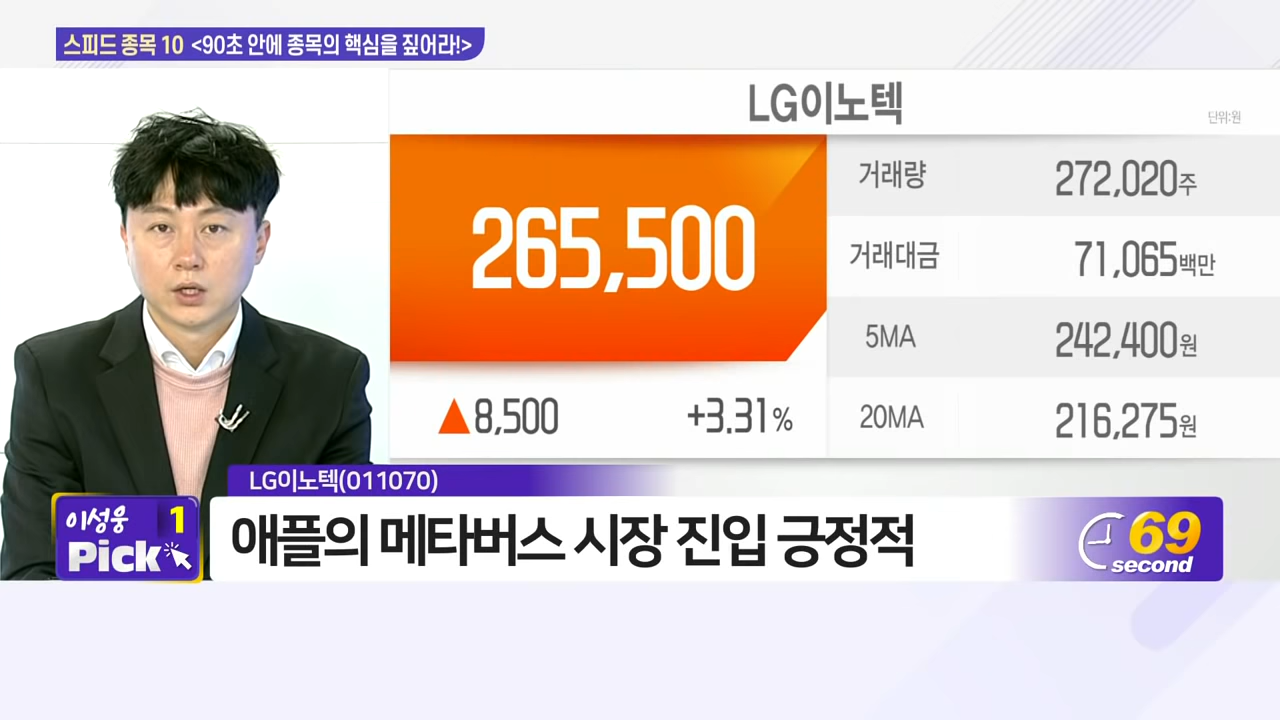 스피드 종목 10 <90초 안에 종목의 핵심을 짚어라!>
LG이노텍
단위:원
265,500
▲8,500 +3.31%
거래량 272,020주
거래대금 71,065백만
5MA 242,400원
20MA 216,275원
LG이노텍(011070)
이성웅 1
Pick
애플의 메타버스 시장 진입 긍정적
69
second